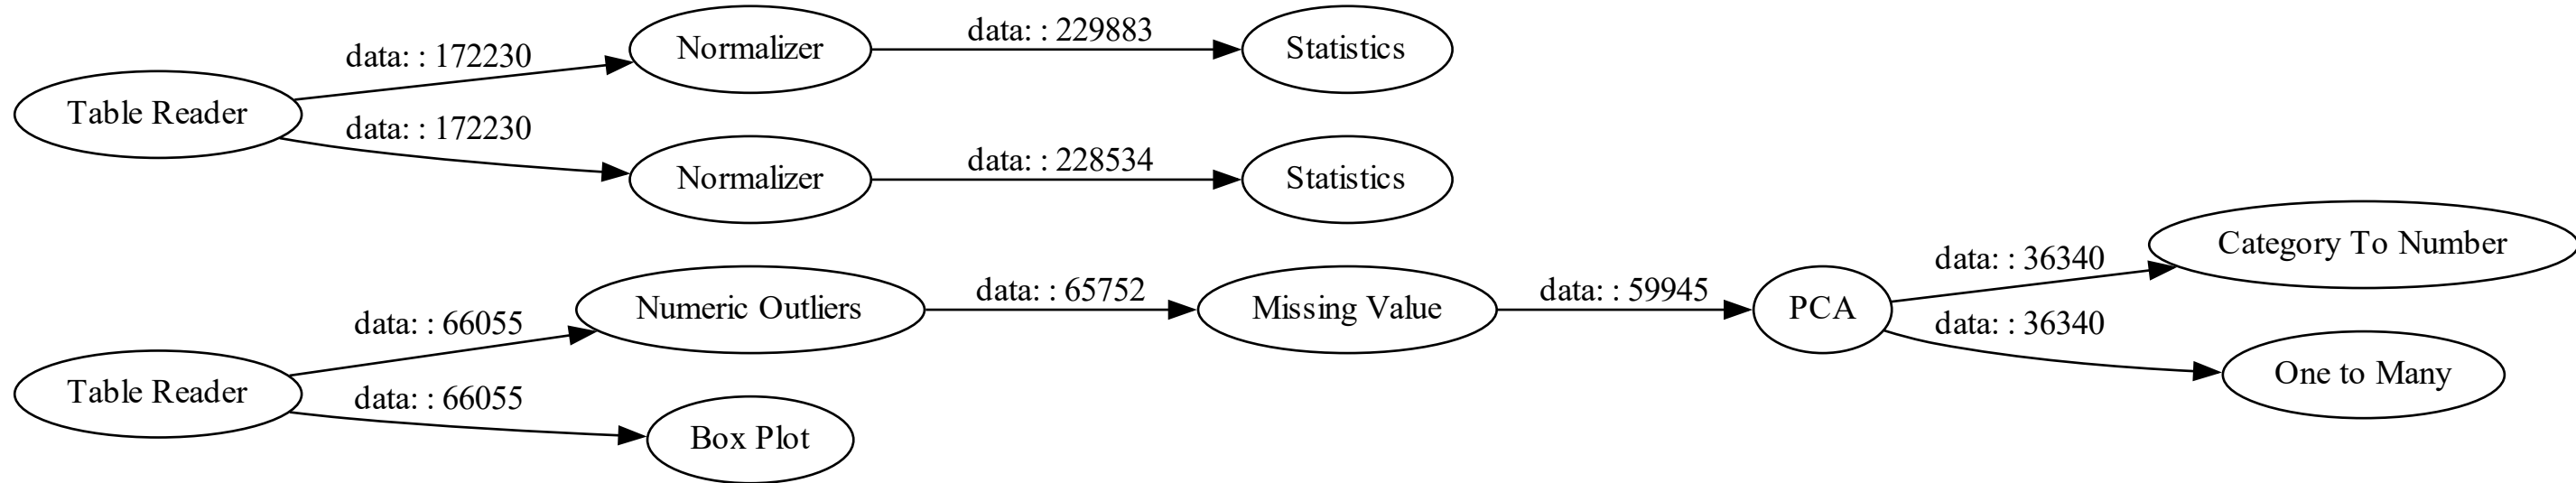 Table Reader
data: : 172230
Normalizer
data: : 229883
Statistics
data: : 172230
Normalizer
data: : 228534
Statistics
Table Reader
data: : 66055
Numeric Outliers
data: : 65752
Missing Value
data: : 59945
PCA
data: : 36340
Category To Number
data: : 36340
One to Many
data: : 66055
Box Plot